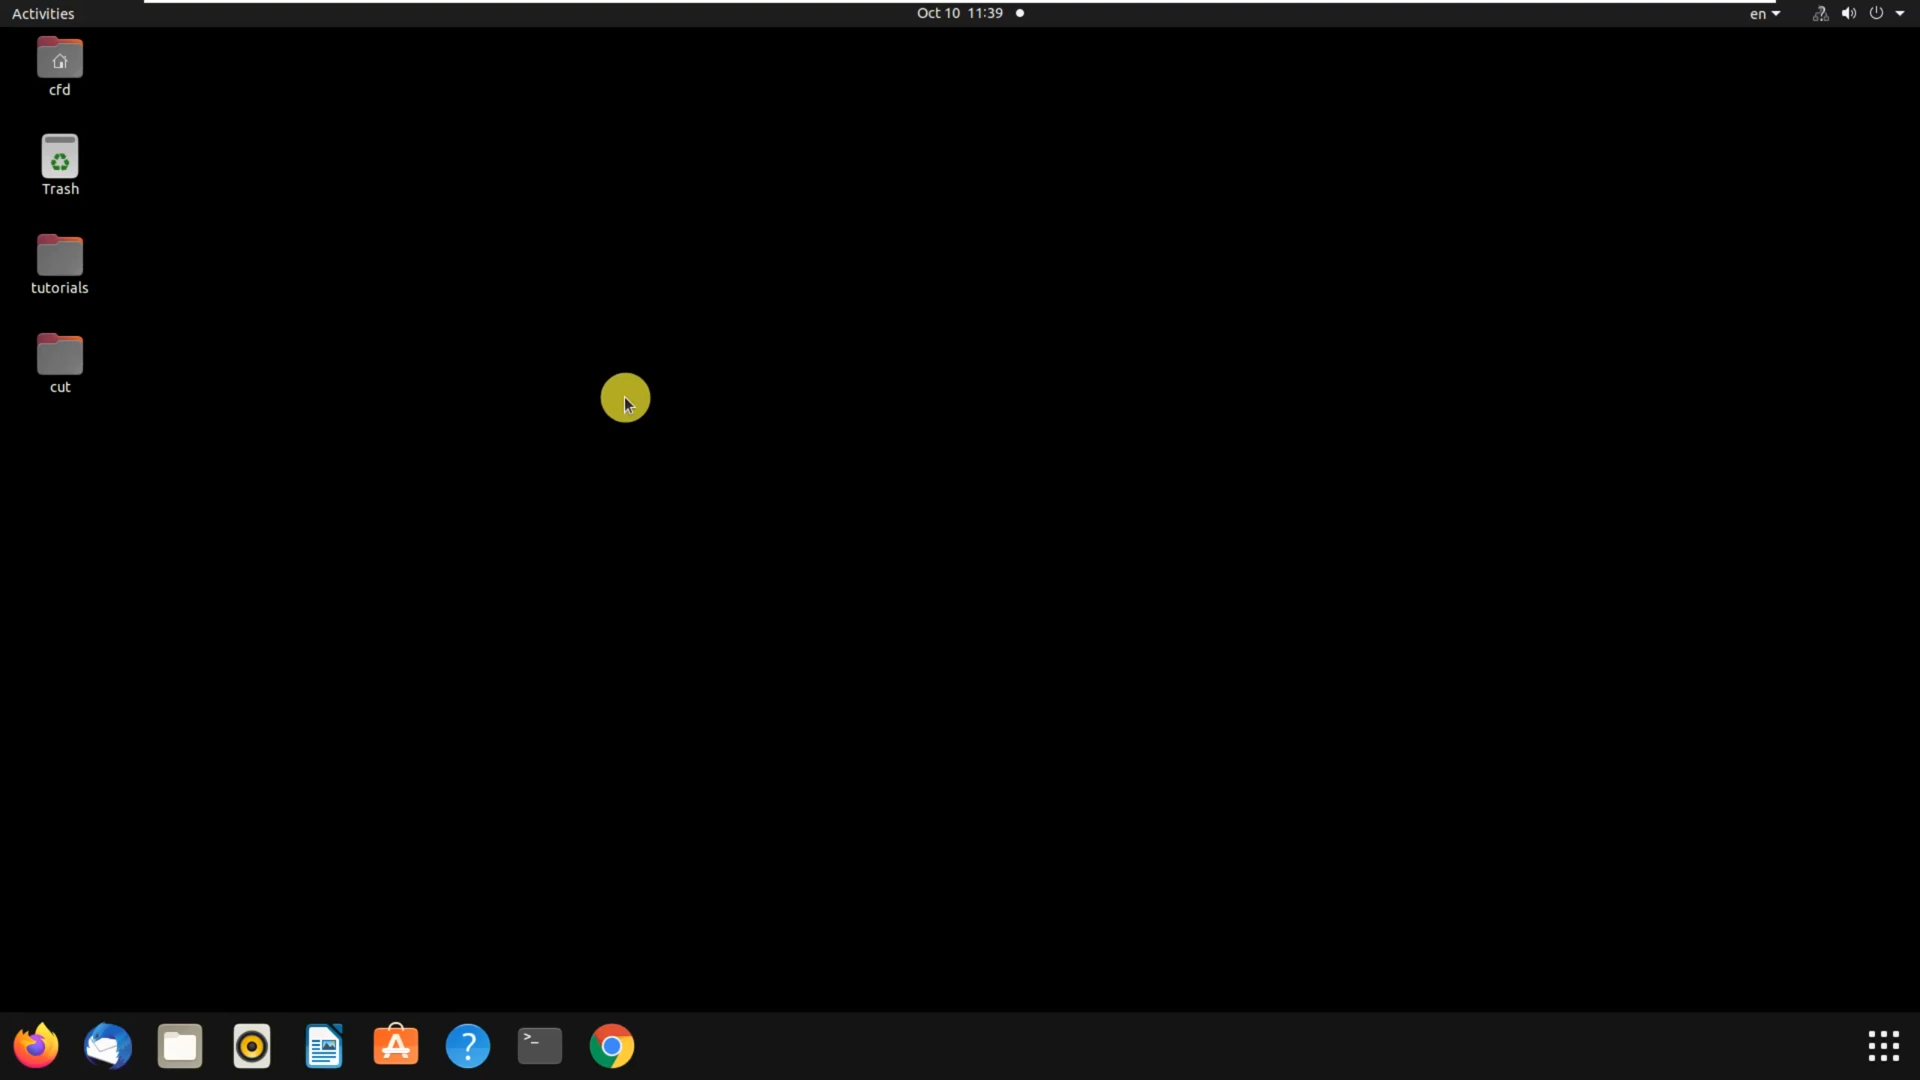 Activities
Oct 10 11:39
en
cfd
Trash
tutorials
cut